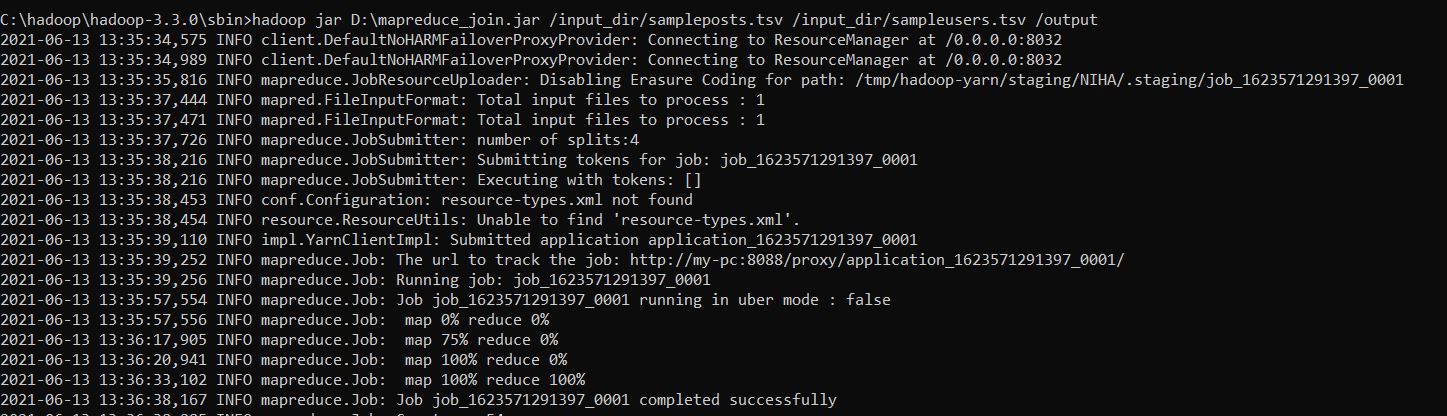 C:\hadoop\hadoop-3.3.0\sbin>hadoop jar D:\mapreduce_join.jar /input_dir/sampleposts.tsv /input_dir/sampleusers.tsv /output
2021-06-13 13:35:34,575 INFO client.DefaultNoHARMFailoverProxyProvider: Connecting to ResourceManager at /0.0.0.0:8032
2021-06-13 13:35:34,989 INFO client.DefaultNoHARMFailoverProxyProvider: Connecting to ResourceManager at /0.0.0.0:8032
2021-06-13 13:35:35,816 INFO mapreduce.JobResourceUploader: Disabling Erasure Coding for path: /tmp/hadoop-yarn/staging/NIHA/.staging/job_1623571291397_0001
2021-06-13 13:35:37,444 INFO mapred.FileInputFormat: Total input files to process : 1
2021-06-13 13:35:37,471 INFO mapred.FileInputFormat: Total input files to process : 1
2021-06-13 13:35:37,726 INFO mapreduce.JobSubmitter: number of splits:4
2021-06-13 13:35:38,216 INFO mapreduce.JobSubmitter: Submitting tokens for job: job_1623571291397_0001
2021-06-13 13:35:38,216 INFO mapreduce.JobSubmitter: Executing with tokens: []
2021-06-13 13:35:38,453 INFO conf.Configuration: resource-types.xml not found
2021-06-13 13:35:38,454 INFO resource.ResourceUtils: Unable to find 'resource-types.xml'.
2021-06-13 13:35:39,110 INFO impl.YarnClientImpl: Submitted application application_1623571291397_0001
2021-06-13 13:35:39,252 INFO mapreduce.Job: The url to track the job: http://my-pc:8088/proxy/application_1623571291397_0001/
2021-06-13 13:35:39,256 INFO mapreduce.Job: Running job: job_1623571291397_0001
2021-06-13 13:35:57,554 INFO mapreduce.Job: Job job_1623571291397_0001 running in uber mode : false
2021-06-13 13:35:57,556 INFO mapreduce.Job:  map 0% reduce 0%
2021-06-13 13:36:17,905 INFO mapreduce.Job:  map 75% reduce 0%
2021-06-13 13:36:20,941 INFO mapreduce.Job:  map 100% reduce 0%
2021-06-13 13:36:33,102 INFO mapreduce.Job:  map 100% reduce 100%
2021-06-13 13:36:38,167 INFO mapreduce.Job: Job job_1623571291397_0001 completed successfully